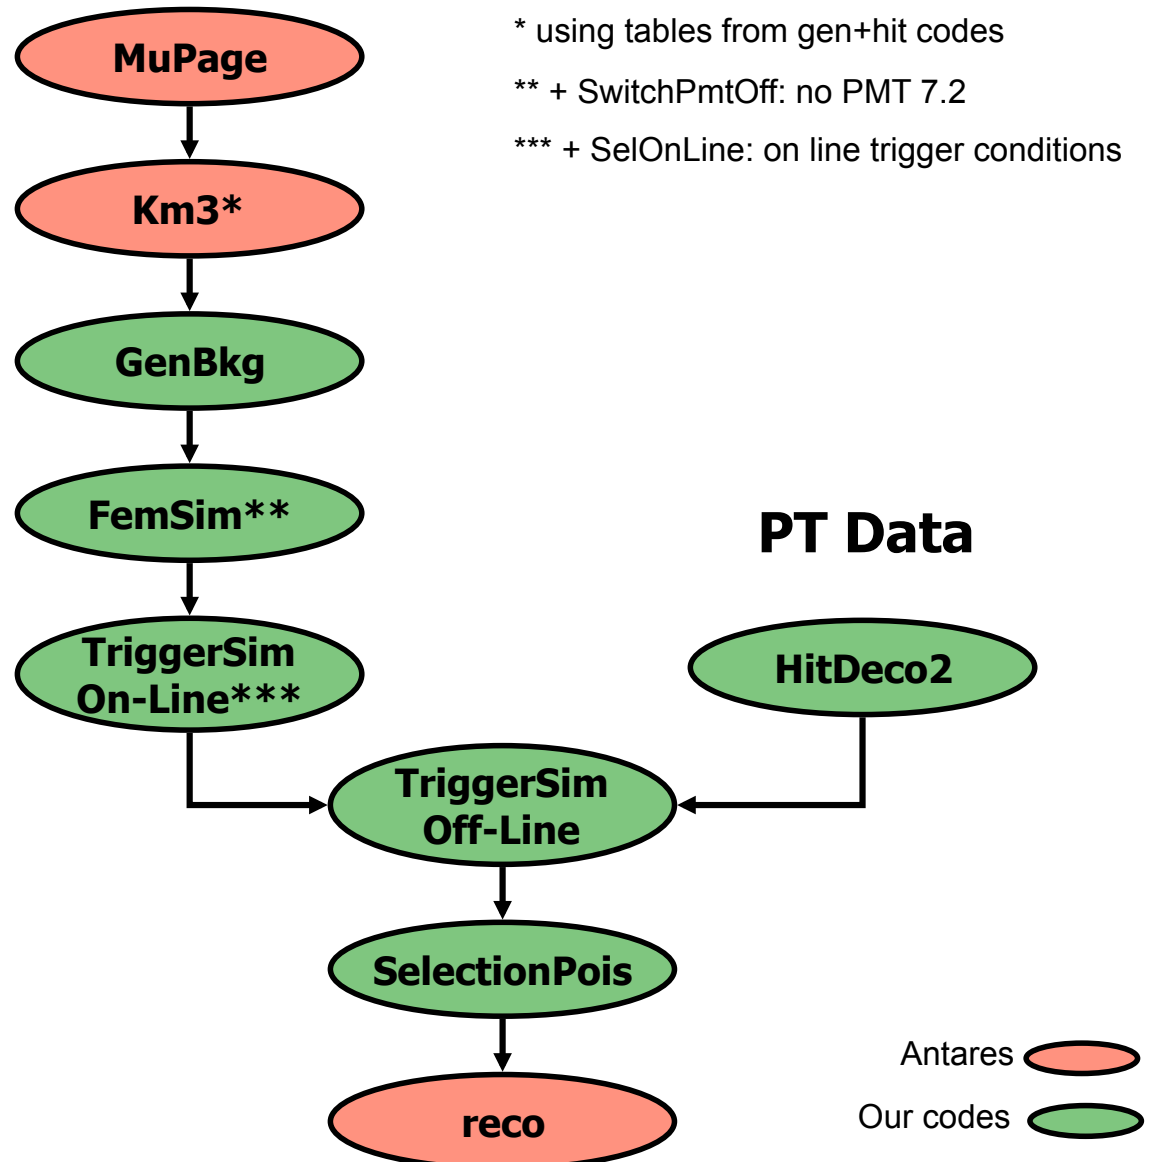 MuPage
* using tables from gen+hit codes
** + SwitchPmtOff: no PMT 7.2
*** + SelOnLine: on line trigger conditions
Km3*
GenBkg
FemSim**
PT Data
TriggerSim
On-Line***
HitDeco2
TriggerSim
Off-Line
SelectionPois
reco
Antares
Our codes